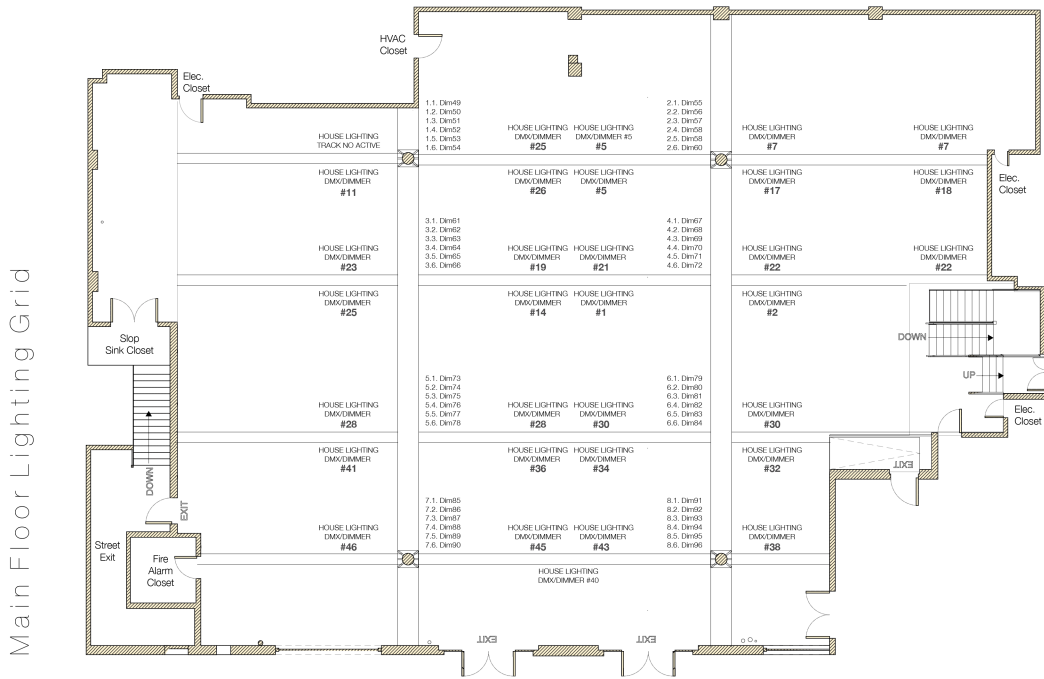 Main Floor Lighting Grid
HVAC
Closet
Elec.
Closet
1.1. Dim49
1.2. Dim50
1.3. Dim51
1.4. Dim52
1.5. Dim53
1.6. Dim54
2.1. Dim55
2.2. Dim56
2.3. Dim57
2.4. Dim58
2.5. Dim58
2.6. Dim60
HOUSE LIGHTING
TRACK NO ACTIVE
HOUSE LIGHTING
DMX/DIMMER
#25
HOUSE LIGHTING
DMX/DIMMER #5
#5
HOUSE LIGHTING
DMX/DIMMER
#7
HOUSE LIGHTING
DMX/DIMMER
#7
HOUSE LIGHTING
DMX/DIMMER
#11
HOUSE LIGHTING
DMX/DIMMER
#26
HOUSE LIGHTING
DMX/DIMMER
#5
HOUSE LIGHTING
DMX/DIMMER
#17
HOUSE LIGHTING
DMX/DIMMER
#18
Elec.
Closet
3.1. Dim61
3.2. Dim62
3.3. Dim63
3.4. Dim64
3.5. Dim65
3.6. Dim66
4.1. Dim67
4.2. Dim68
4.3. Dim69
4.4. Dim70
4.5. Dim71
4.6. Dim72
HOUSE LIGHTING
DMX/DIMMER
#23
HOUSE LIGHTING
DMX/DIMMER
#19
HOUSE LIGHTING
DMX/DIMMER
#21
HOUSE LIGHTING
DMX/DIMMER
#22
HOUSE LIGHTING
DMX/DIMMER
#22
HOUSE LIGHTING
DMX/DIMMER
#25
HOUSE LIGHTING
DMX/DIMMER
#14
HOUSE LIGHTING
DMX/DIMMER
#1
HOUSE LIGHTING
DMX/DIMMER
#2
Slop
Sink Closet
DOWN
UP
5.1. Dim73
5.2. Dim74
5.3. Dim75
5.4. Dim76
5.5. Dim77
5.6. Dim78
6.1. Dim79
6.2. Dim80
6.3. Dim81
6.4. Dim82
6.5. Dim83
6.6. Dim84
HOUSE LIGHTING
DMX/DIMMER
#28
HOUSE LIGHTING
DMX/DIMMER
#28
HOUSE LIGHTING
DMX/DIMMER
#30
HOUSE LIGHTING
DMX/DIMMER
#30
Elec.
Closet
HOUSE LIGHTING
DMX/DIMMER
#41
HOUSE LIGHTING
DMX/DIMMER
#36
HOUSE LIGHTING
DMX/DIMMER
#34
HOUSE LIGHTING
DMX/DIMMER
#32
EXIT
DOWN
EXIT
7.1. Dim85
7.2. Dim86
7.3. Dim87
7.4. Dim88
7.5. Dim89
7.6. Dim90
8.1. Dim91
8.2. Dim92
8.3. Dim93
8.4. Dim94
8.5. Dim95
8.6. Dim96
HOUSE LIGHTING
DMX/DIMMER
#46
HOUSE LIGHTING
DMX/DIMMER
#45
HOUSE LIGHTING
DMX/DIMMER
#43
HOUSE LIGHTING
DMX/DIMMER
#38
Street
Exit
Fire
Alarm
Closet
HOUSE LIGHTING
DMX/DIMMER #40
EXIT
EXIT